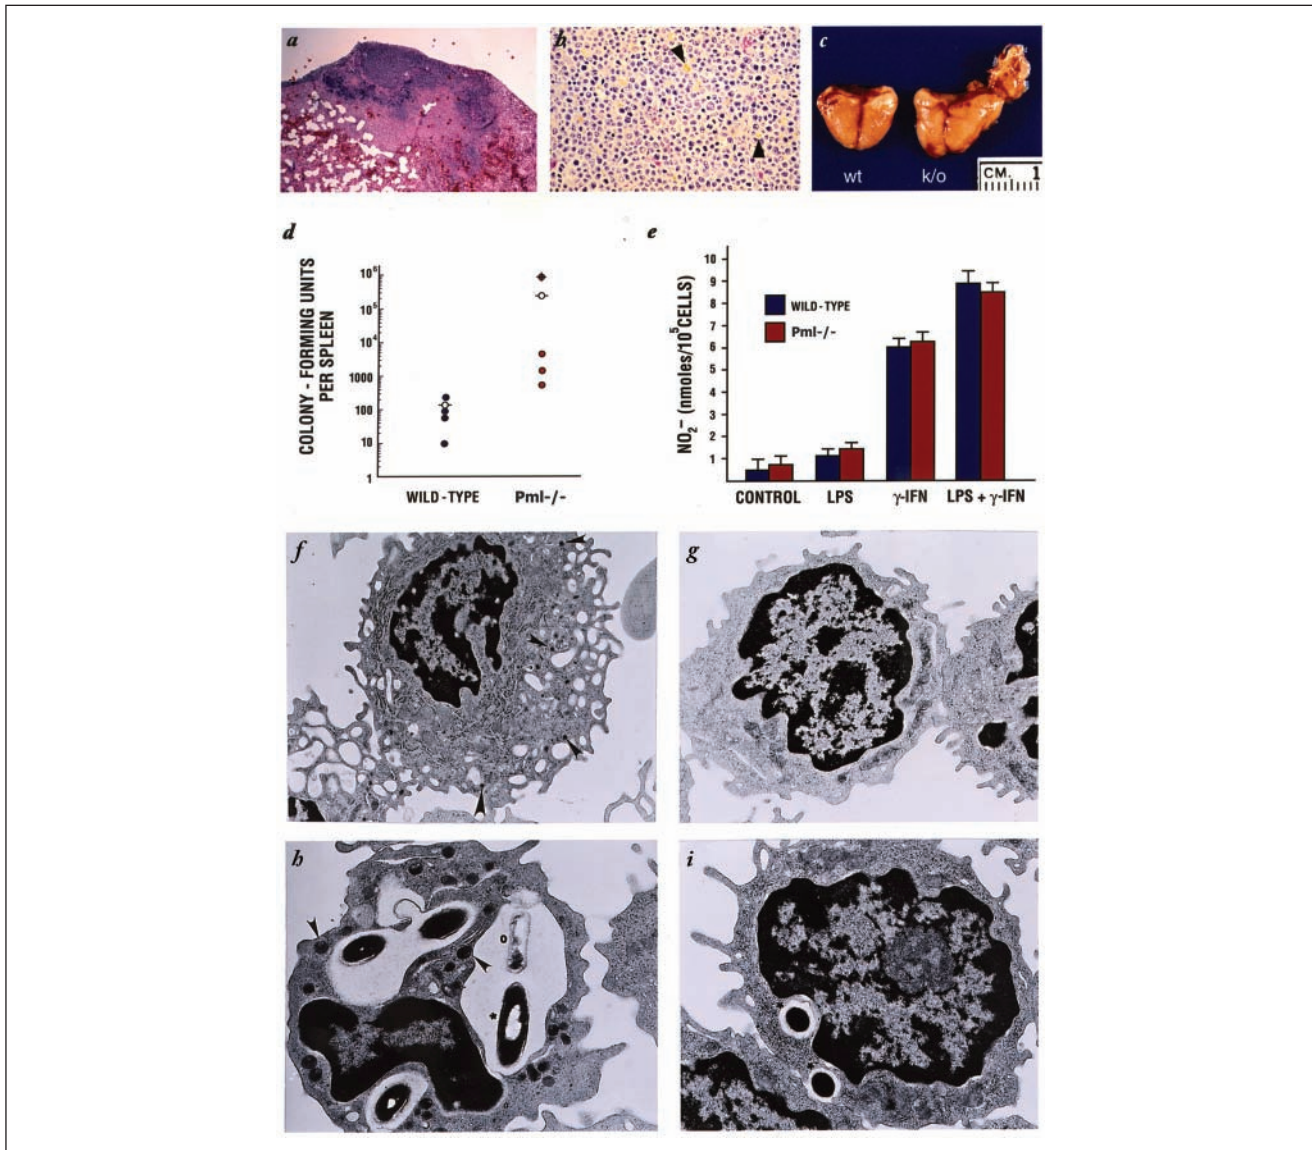 a
b
c
wt
k/o
CM. 1
d
COLONY - FORMING UNITS
PER SPLEEN
10⁶
10⁵
10⁴
1000
100
10
1
WILD-TYPE
Pml-/-
e
NO₂⁻ (nmoles/10⁵ CELLS)
10
9
8
7
6
5
4
3
2
1
WILD-TYPE
Pml-/-
CONTROL
LPS
γ-IFN
LPS + γ-IFN
f
g
h
i